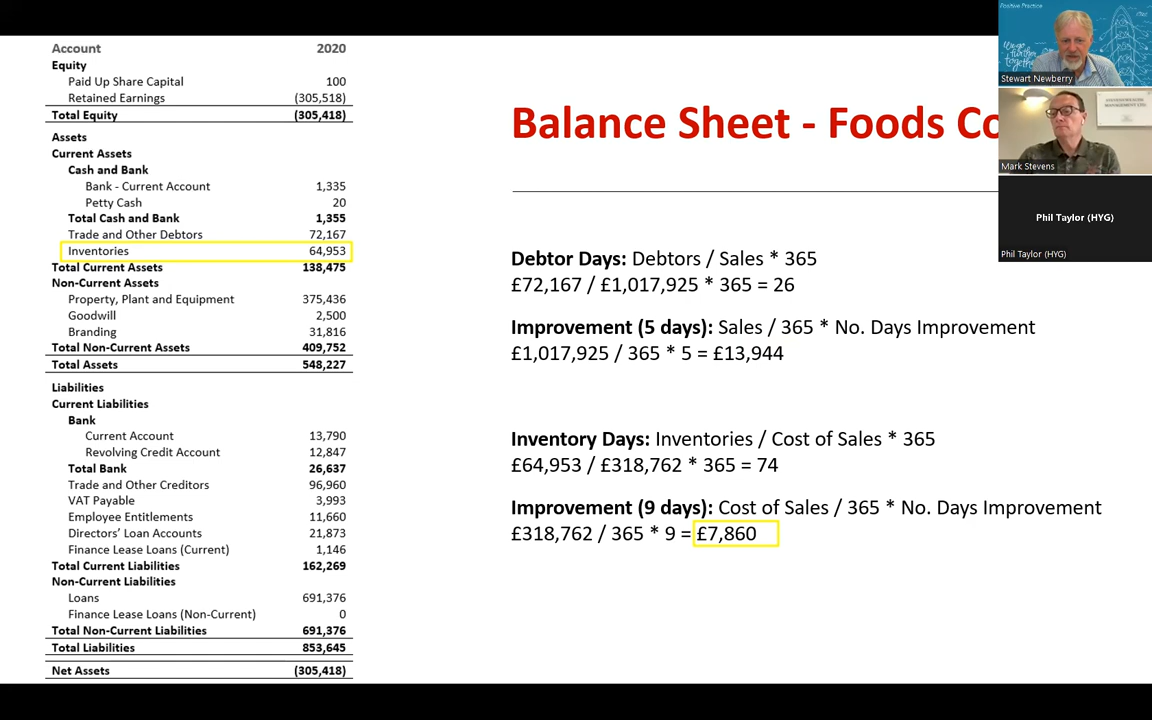 Account 2020
Equity
Paid Up Share Capital 100
Retained Earnings (305,518)
Total Equity (305,418)
Assets
Current Assets
Cash and Bank
Bank - Current Account 1,335
Petty Cash 20
Total Cash and Bank 1,355
Trade and Other Debtors 72,167
Inventories 64,953
Total Current Assets 138,475
Non-Current Assets
Property, Plant and Equipment 375,436
Goodwill 2,500
Branding 31,816
Total Non-Current Assets 409,752
Total Assets 548,227
Liabilities
Current Liabilities
Bank
Current Account 13,790
Revolving Credit Account 12,847
Total Bank 26,637
Trade and Other Creditors 96,960
VAT Payable 3,993
Employee Entitlements 11,660
Directors' Loan Accounts 21,873
Finance Lease Loans (Current) 1,146
Total Current Liabilities 162,269
Non-Current Liabilities
Loans 691,376
Finance Lease Loans (Non-Current) 0
Total Non-Current Liabilities 691,376
Total Liabilities 853,645
Net Assets (305,418)
Balance Sheet - Foods Co
Debtor Days: Debtors / Sales * 365
£72,167 / £1,017,925 * 365 = 26
Improvement (5 days): Sales / 365 * No. Days Improvement
£1,017,925 / 365 * 5 = £13,944
Inventory Days: Inventories / Cost of Sales * 365
£64,953 / £318,762 * 365 = 74
Improvement (9 days): Cost of Sales / 365 * No. Days Improvement
£318,762 / 365 * 9 = £7,860
Positive Practice
further
together
Stewart Newberry
Mark Stevens
Phil Taylor (HYG)
Phil Taylor (HYG)